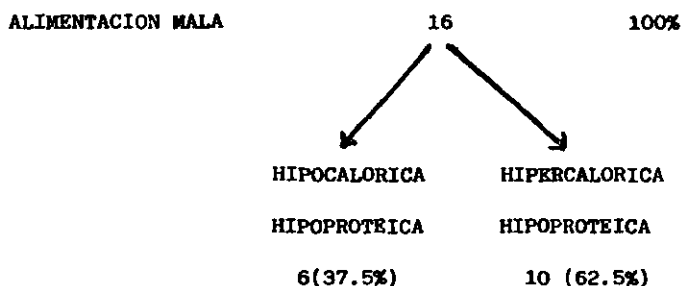 ALIMENTACION MALA 16 100%
HIPOCALORICA HIPERCALORICA
HIPOPROTEICA HIPOPROTEICA
6(37.5%) 10 (62.5%)